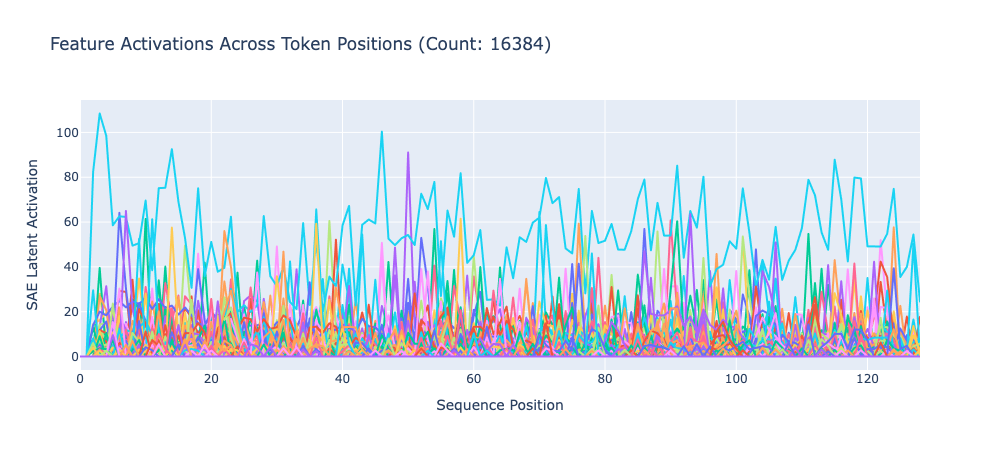 Feature Activations Across Token Positions (Count: 16384)
100
80
60
40
20
0
SAE Latent Activation
0 20 40 60 80 100 120
Sequence Position